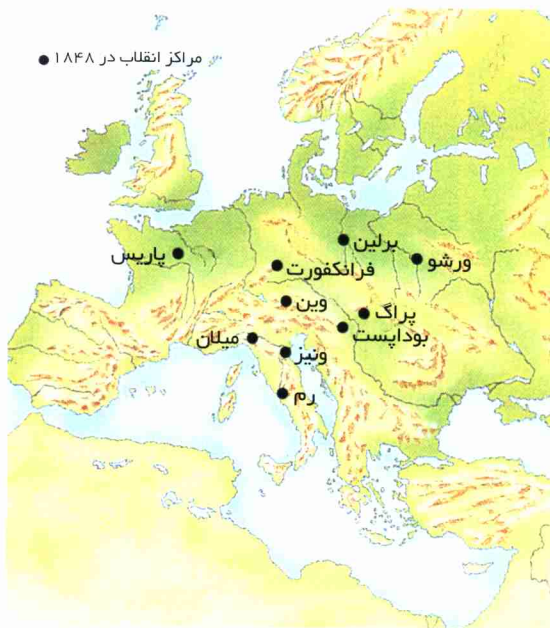 مراکز انقلاب در ۱۸۴۸
برلین
ورشو
پاریس
فرانکفورت
وین
پراگ
بوداپست
میلان
ونیز
رم